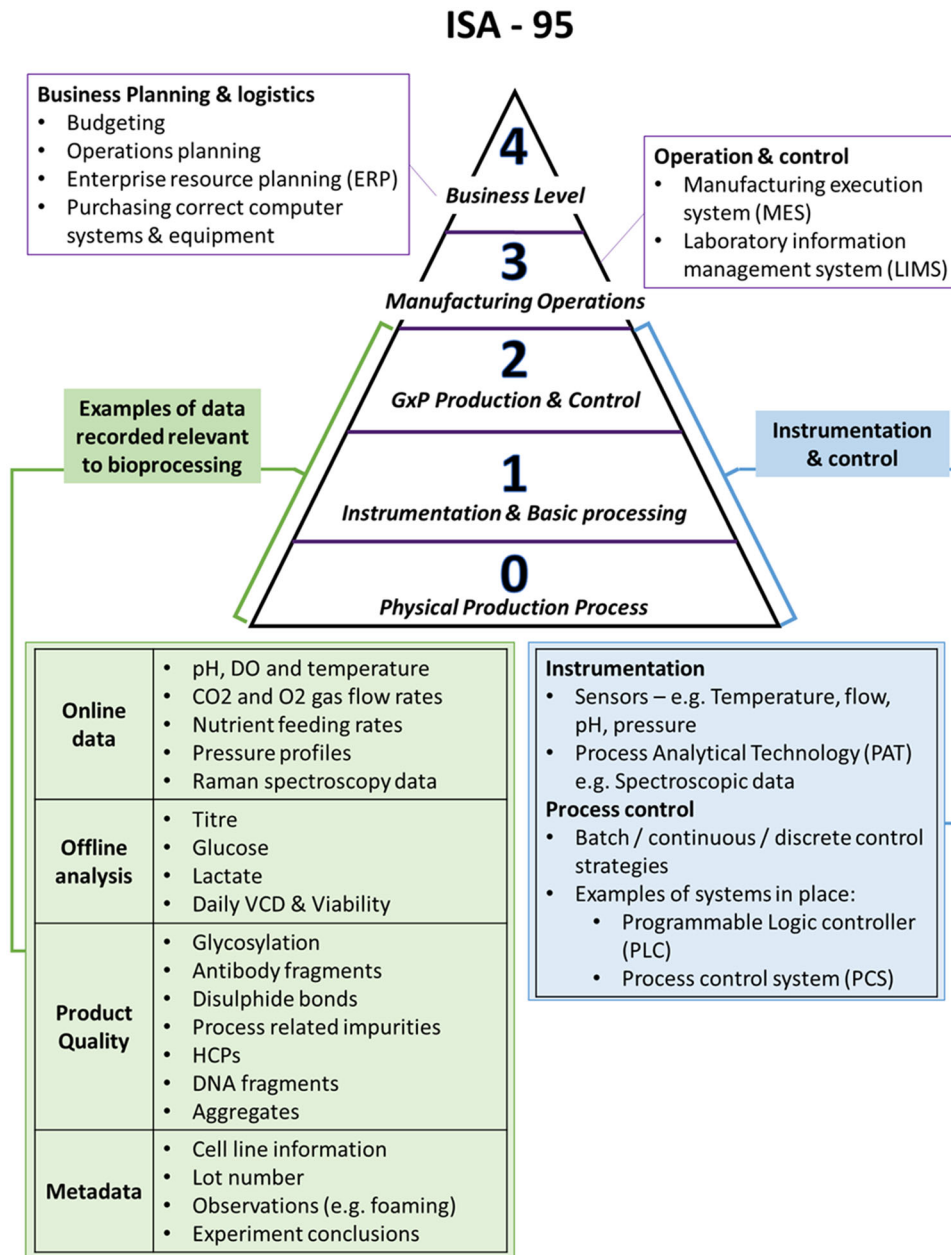 ISA - 95
Business Planning & logistics
• Budgeting
• Operations planning
• Enterprise resource planning (ERP)
• Purchasing correct computer
systems & equipment
4
Business Level
Operation & control
• Manufacturing execution
system (MES)
• Laboratory information
management system (LIMS)
3
Manufacturing Operations
2
GxP Production & Control
Examples of data
recorded relevant
to bioprocessing
Instrumentation
& control
1
Instrumentation & Basic processing
0
Physical Production Process
Online
data
• pH, DO and temperature
• CO2 and O2 gas flow rates
• Nutrient feeding rates
• Pressure profiles
• Raman spectroscopy data
Offline
analysis
• Titre
• Glucose
• Lactate
• Daily VCD & Viability
Product
Quality
• Glycosylation
• Antibody fragments
• Disulphide bonds
• Process related impurities
• HCPs
• DNA fragments
• Aggregates
Metadata
• Cell line information
• Lot number
• Observations (e.g. foaming)
• Experiment conclusions
Instrumentation
• Sensors – e.g. Temperature, flow,
pH, pressure
• Process Analytical Technology (PAT)
e.g. Spectroscopic data
Process control
• Batch / continuous / discrete control
strategies
• Examples of systems in place:
• Programmable Logic controller
(PLC)
• Process control system (PCS)